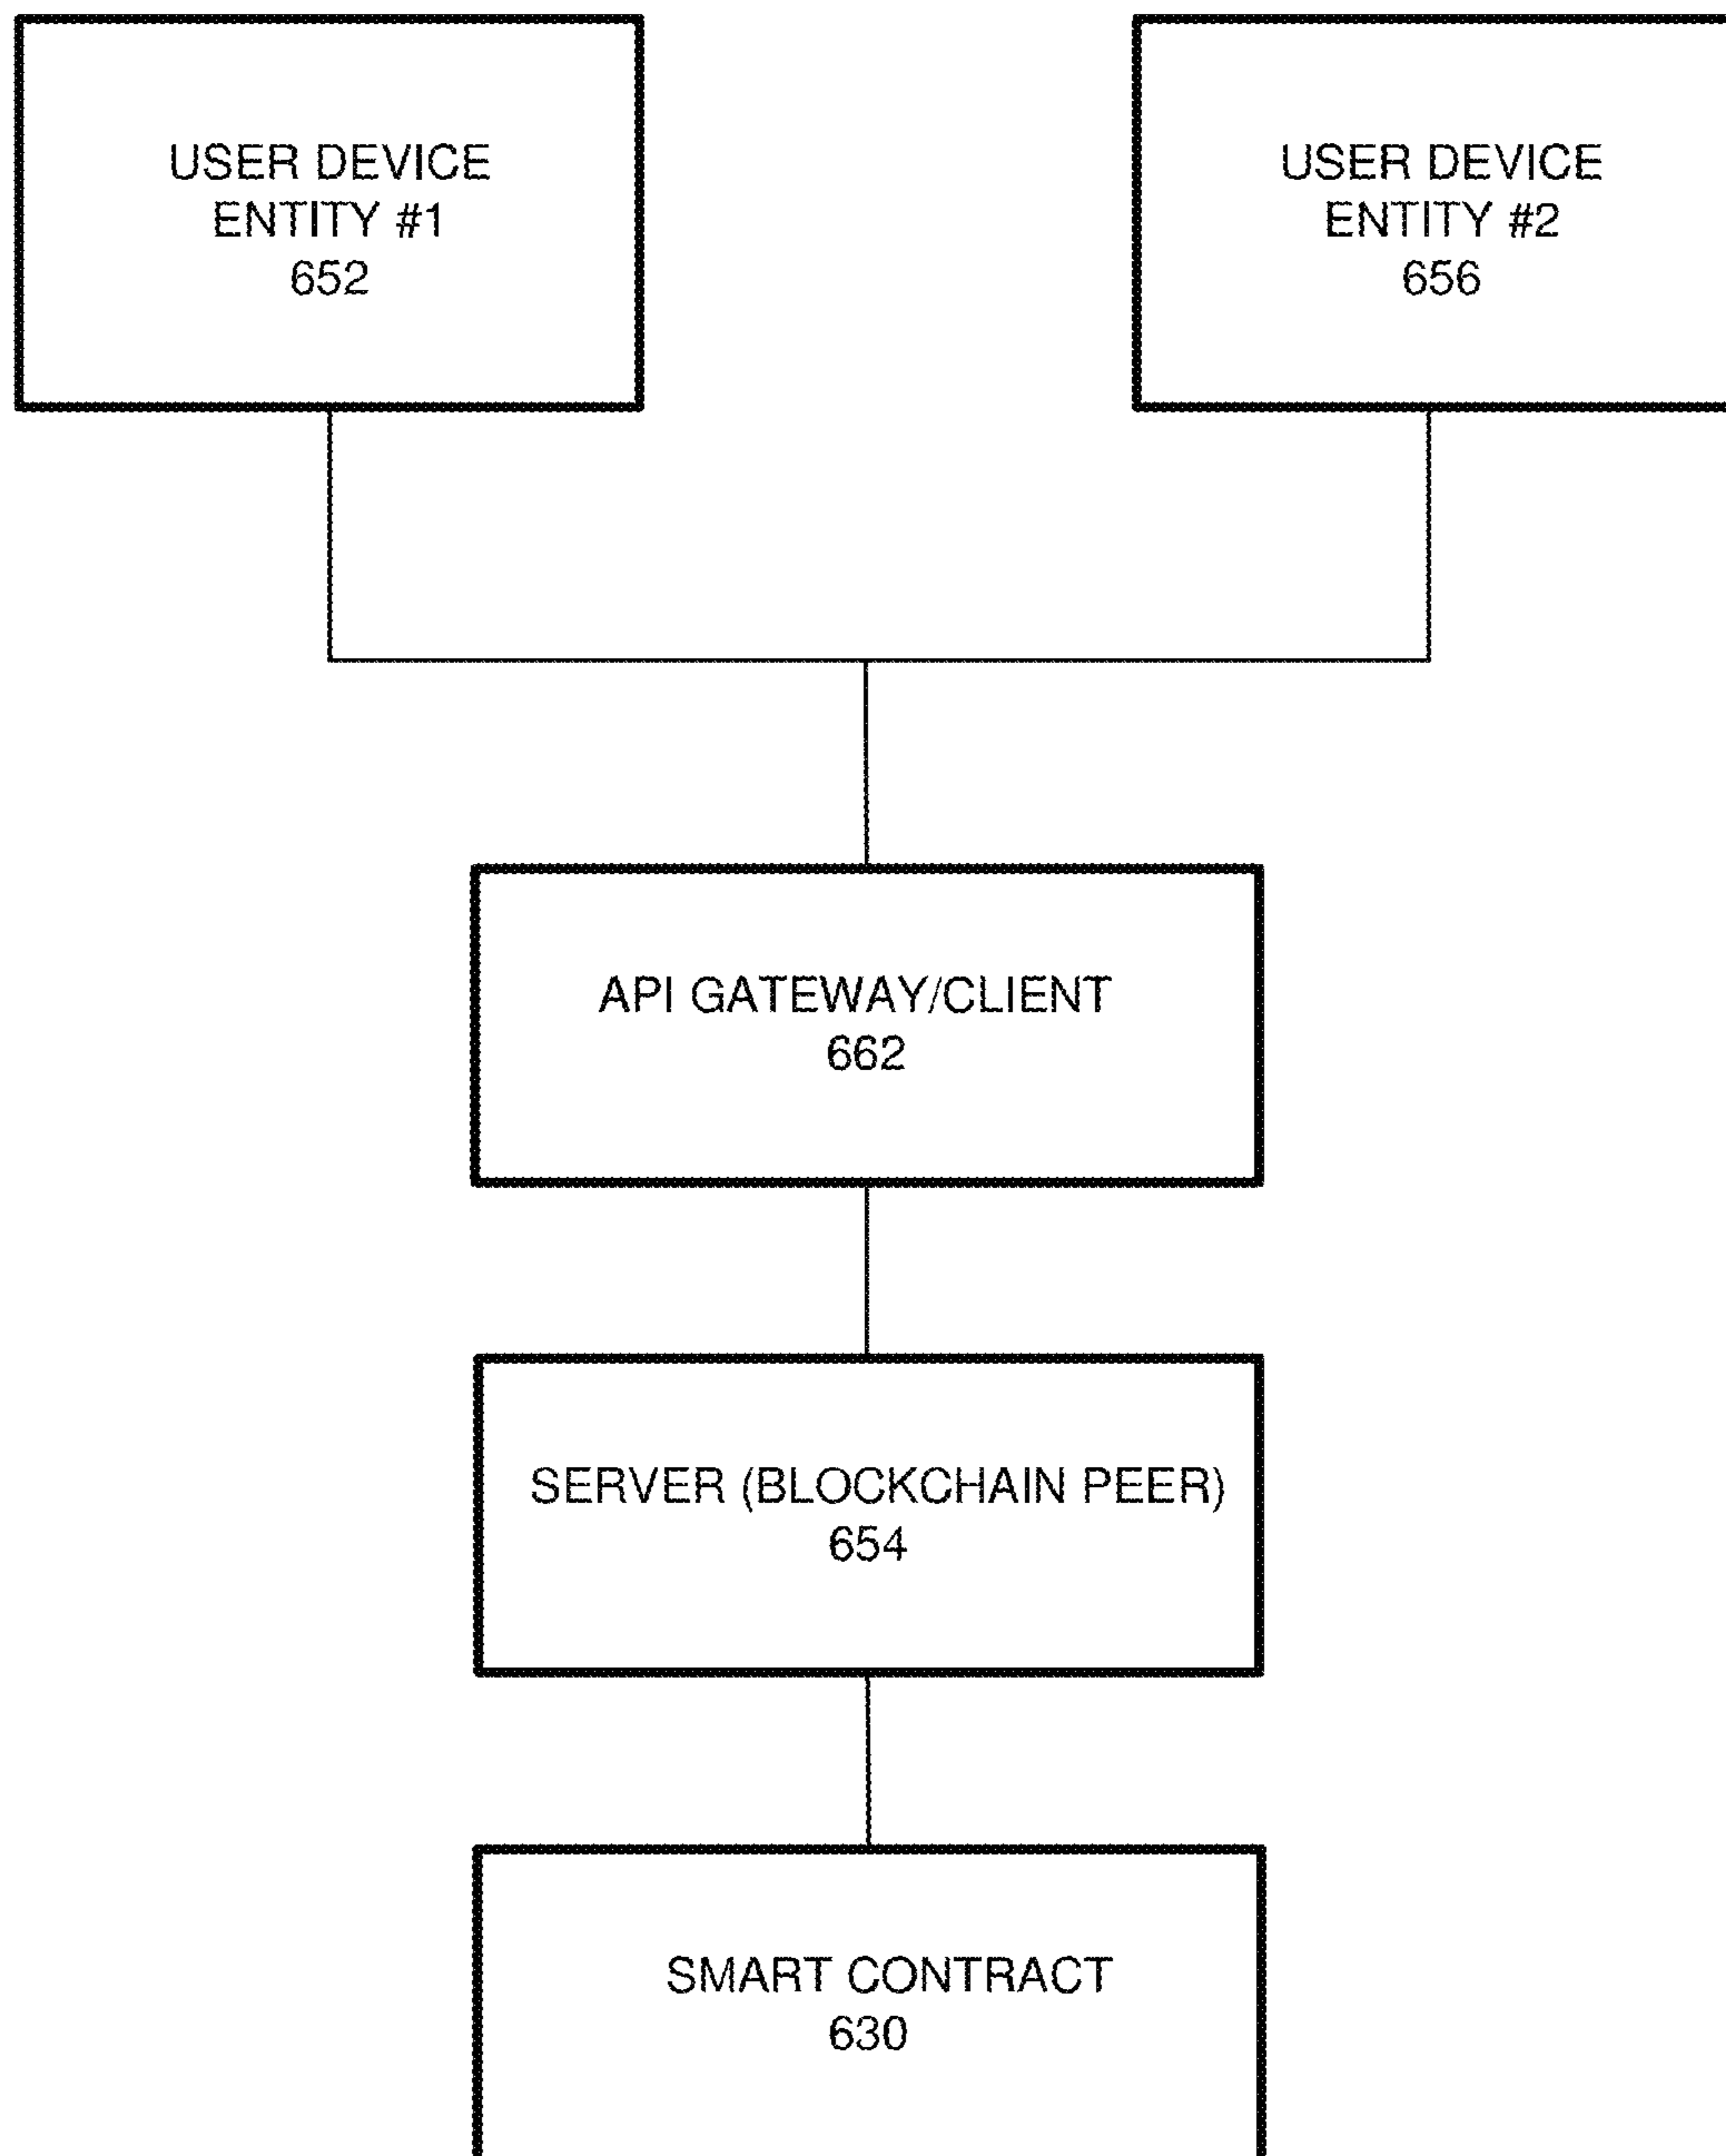 USER DEVICE
ENTITY #1
652
USER DEVICE
ENTITY #2
656
API GATEWAY/CLIENT
662
SERVER (BLOCKCHAIN PEER)
654
SMART CONTRACT
630